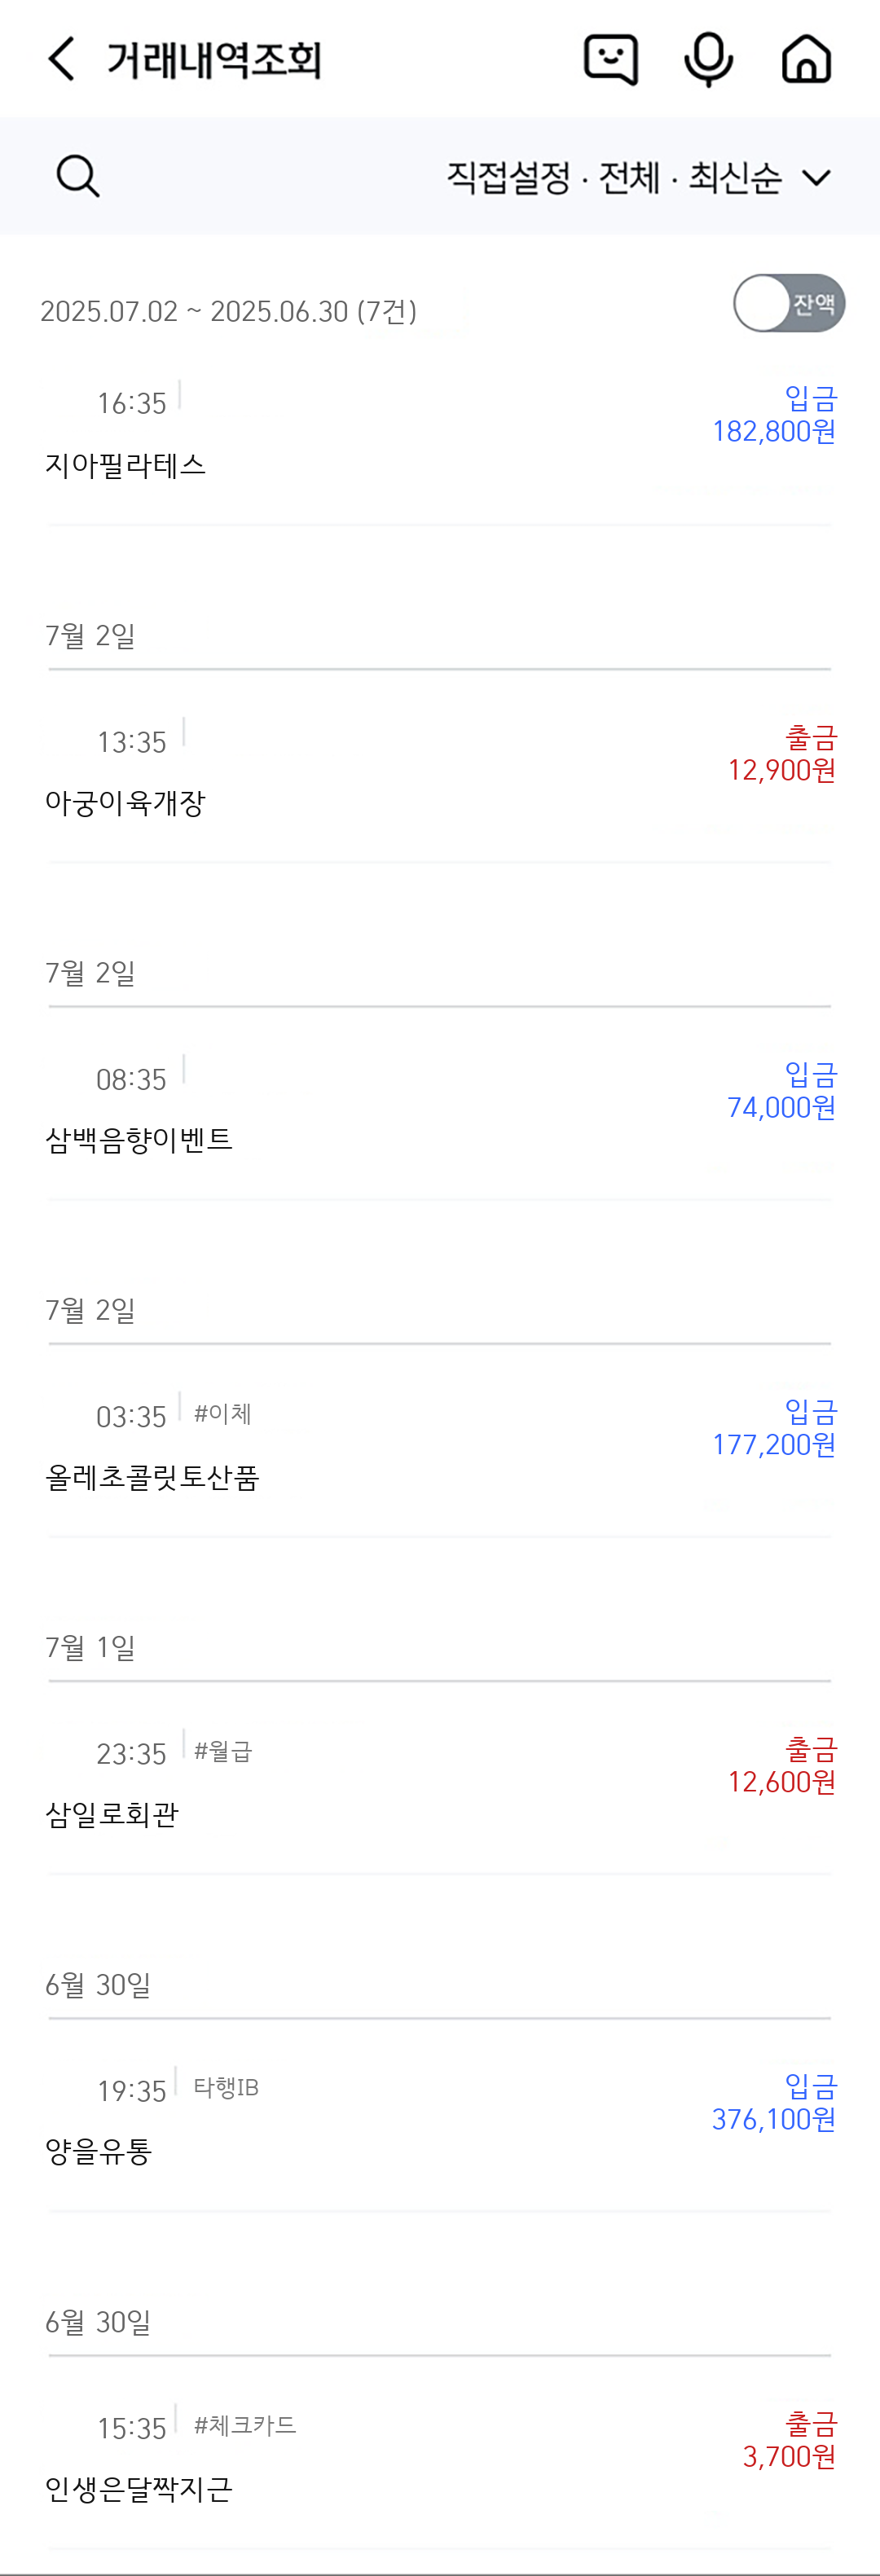 거래내역조회
직접설정 · 전체 · 최신순
2025.07.02 ~ 2025.06.30 (7건)
잔액
16:35
입금
182,800원
지아필라테스
7월 2일
13:35
출금
12,900원
아궁이육개장
7월 2일
08:35
입금
74,000원
삼백음향이벤트
7월 2일
03:35 #이체
입금
177,200원
올레초콜릿토산품
7월 1일
23:35 #월급
출금
12,600원
삼일로회관
6월 30일
19:35 타행IB
입금
376,100원
양을유통
6월 30일
15:35 #체크카드
출금
3,700원
인생은달짝지근